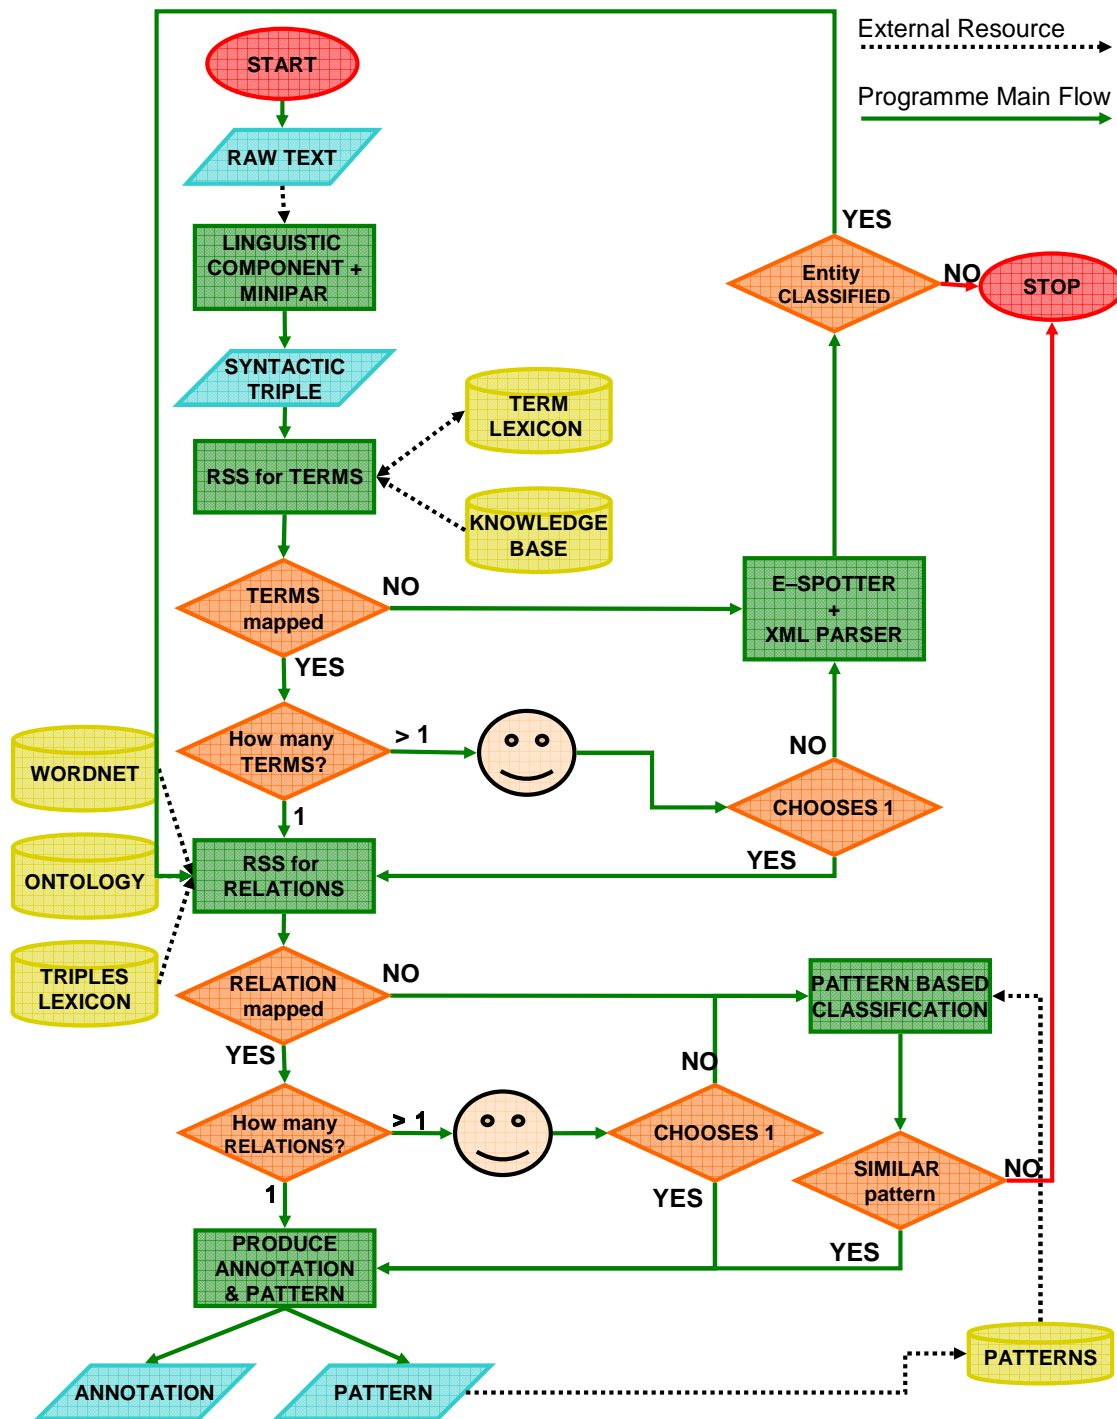 External Resource
Programme Main Flow
START
RAW TEXT
LINGUISTIC
COMPONENT +
MINIPAR
SYNTACTIC
TRIPLE
RSS for TERMS
TERM
LEXICON
KNOWLEDGE
BASE
TERMS
mapped
NO
YES
E–SPOTTER
+
XML PARSER
YES
Entity
CLASSIFIED
NO
STOP
How many
TERMS?
> 1
1
NO
CHOOSES 1
YES
WORDNET
ONTOLOGY
TRIPLES
LEXICON
RSS for
RELATIONS
RELATION
mapped
NO
YES
PATTERN BASED
CLASSIFICATION
How many
RELATIONS?
> 1
1
NO
CHOOSES 1
YES
SIMILAR
pattern
NO
YES
PRODUCE
ANNOTATION
& PATTERN
ANNOTATION
PATTERN
PATTERNS